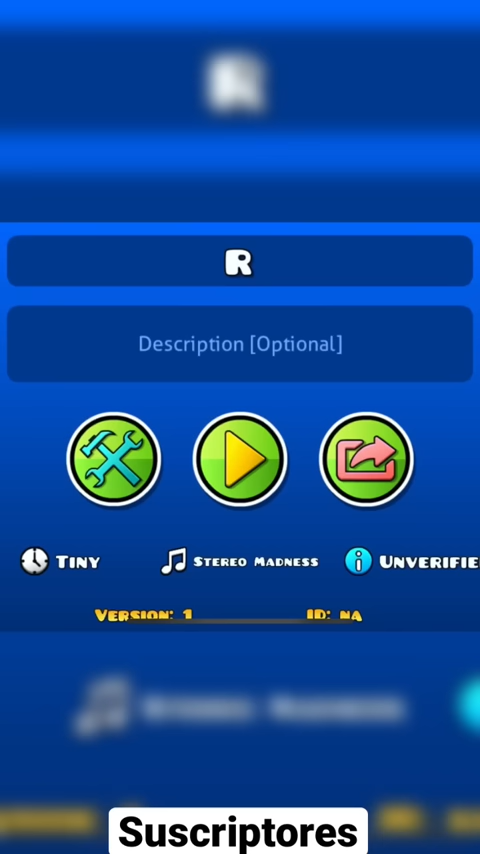 R
Description [Optional]
TINY STEREO MADNESS UNVERIFIE
VERSION: 1 ID: NA
Suscriptores